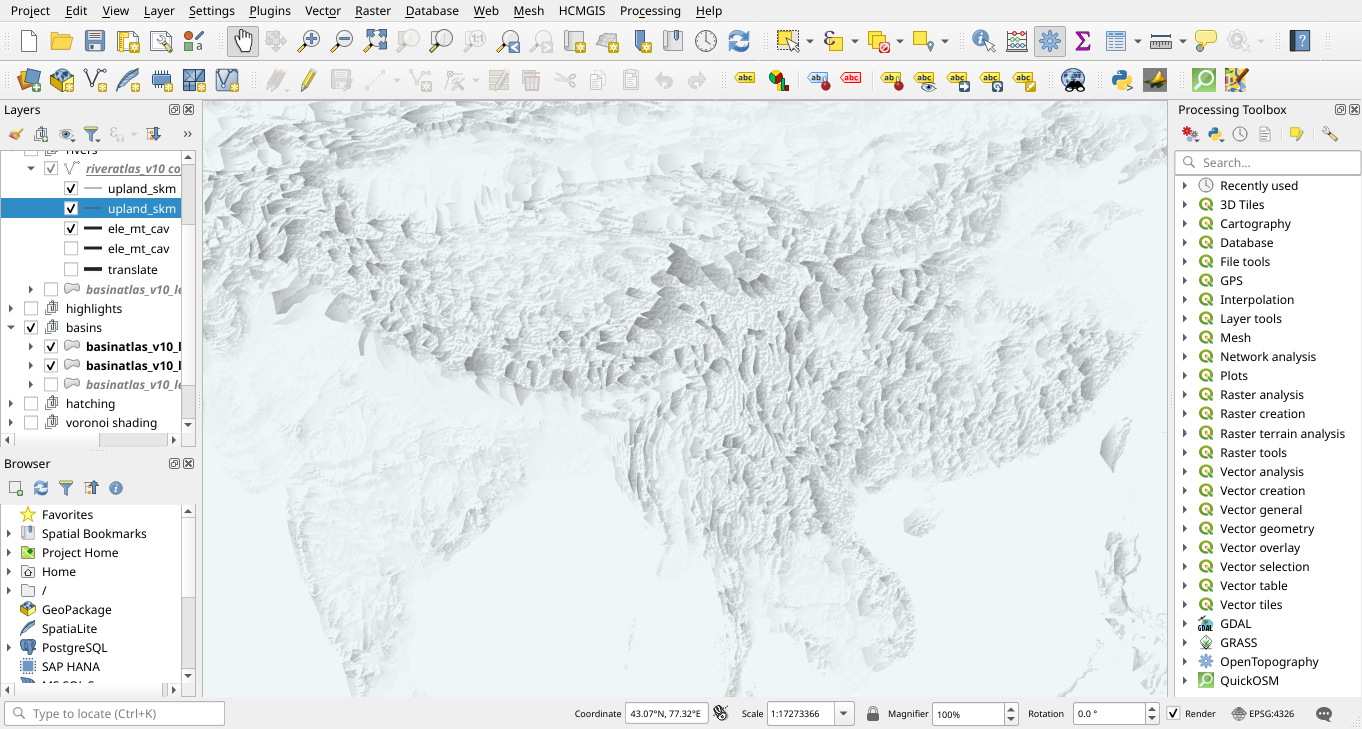 Project Edit View Layer Settings Plugins Vector Raster Database Web Mesh HCMGIS Processing Help
Layers
rivers
riveratlas_v10 co
upland_skm
upland_skm
ele_mt_cav
ele_mt_cav
translate
basinatlas_v10_le
highlights
basins
basinatlas_v10_l
basinatlas_v10_l
basinatlas_v10_le
hatching
voronoi shading
Browser
Favorites
Spatial Bookmarks
Project Home
Home
/
GeoPackage
SpatiaLite
PostgreSQL
SAP HANA
Processing Toolbox
Search...
Recently used
3D Tiles
Cartography
Database
File tools
GPS
Interpolation
Layer tools
Mesh
Network analysis
Plots
Raster analysis
Raster creation
Raster terrain analysis
Raster tools
Vector analysis
Vector creation
Vector general
Vector geometry
Vector overlay
Vector selection
Vector table
Vector tiles
GDAL
GRASS
OpenTopography
QuickOSM
Type to locate (Ctrl+K) Coordinate 43.07°N, 77.32°E Scale 1:17273366 Magnifier 100% Rotation 0.0 ° Render EPSG:4326